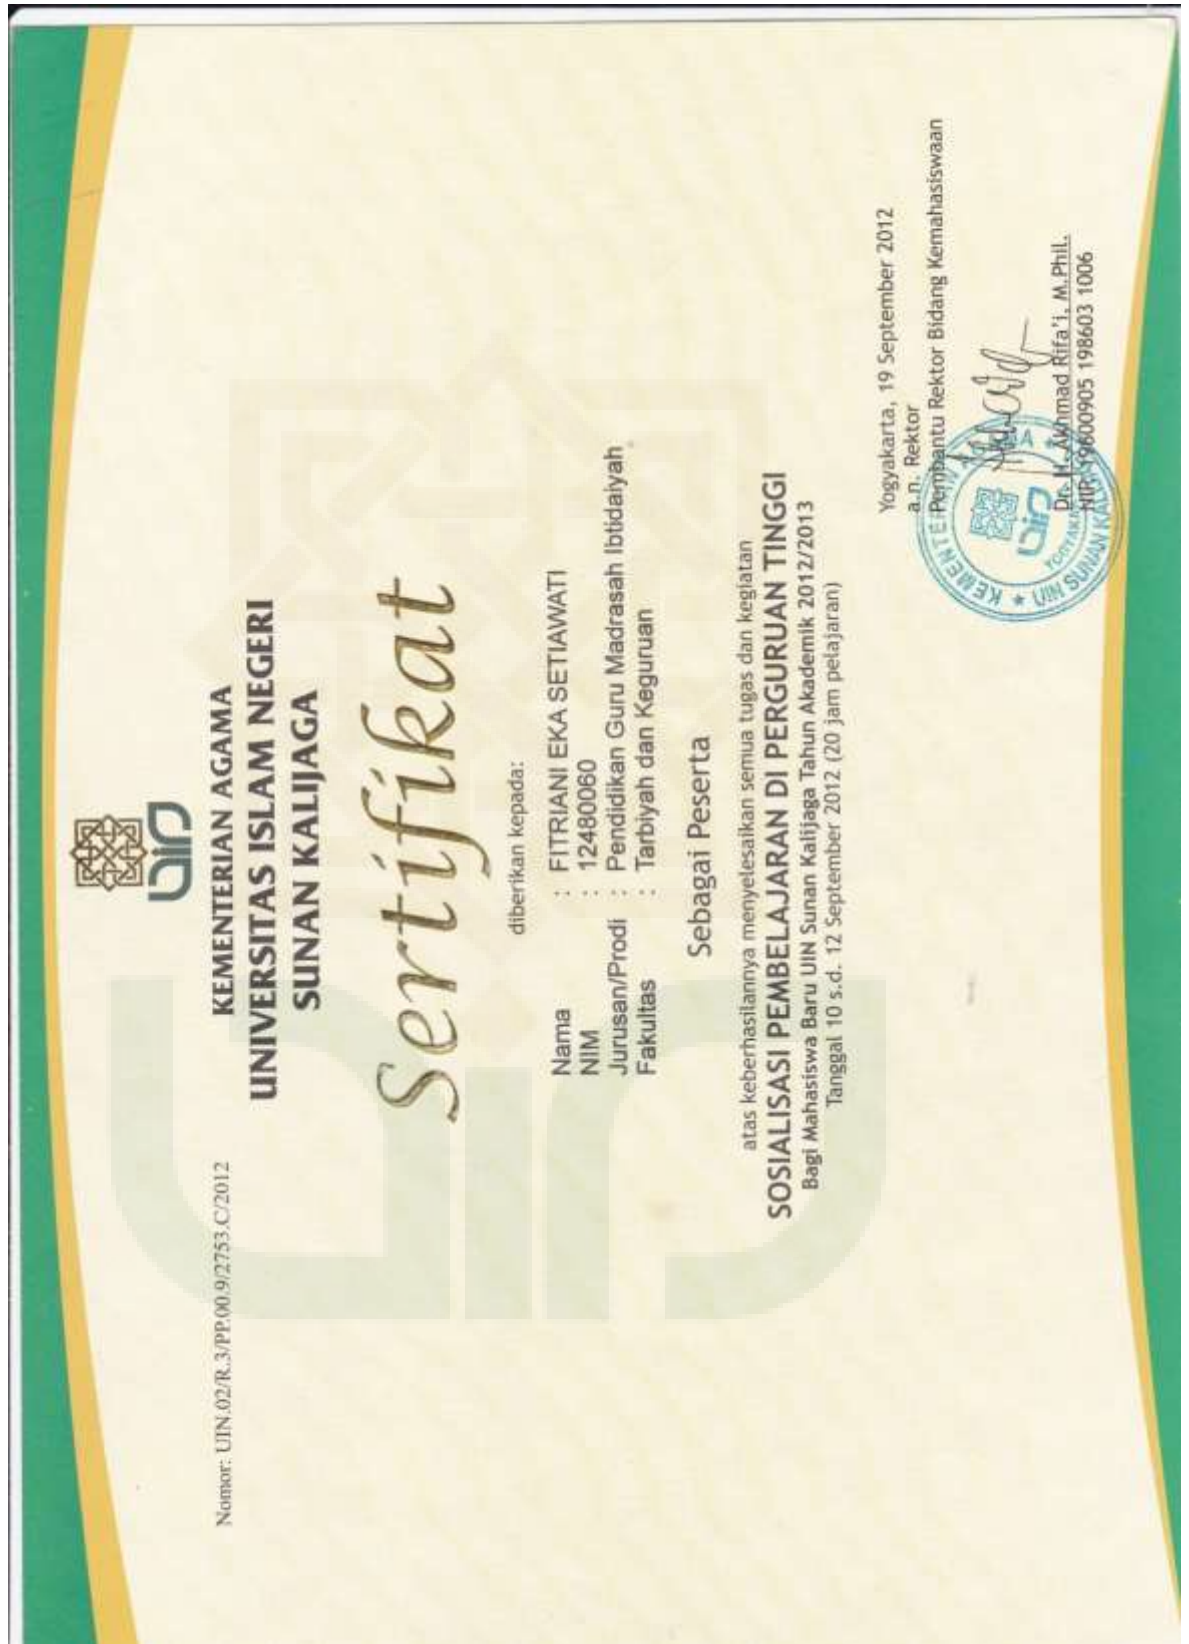 Nomor: UIN.02/R.3/PP.00.9/2753.C/2012
uin
KEMENTERIAN AGAMA
UNIVERSITAS ISLAM NEGERI
SUNAN KALIJAGA
Sertifikat
diberikan kepada:
Nama : FITRIANI EKA SETIAWATI
NIM : 12480060
Jurusan/Prodi : Pendidikan Guru Madrasah Ibtidaiyah
Fakultas : Tarbiyah dan Keguruan
Sebagai Peserta
atas keberhasilannya menyelesaikan semua tugas dan kegiatan
SOSIALISASI PEMBELAJARAN DI PERGURUAN TINGGI
Bagi Mahasiswa Baru UIN Sunan Kalijaga Tahun Akademik 2012/2013
Tanggal 10 s.d. 12 September 2012 (20 jam pelajaran)
Yogyakarta, 19 September 2012
a.n. Rektor
Pembantu Rektor Bidang Kemahasiswaan
Dr. H. Akhmad Rifa'i, M.Phil.
NIP. 19600905 198603 1006